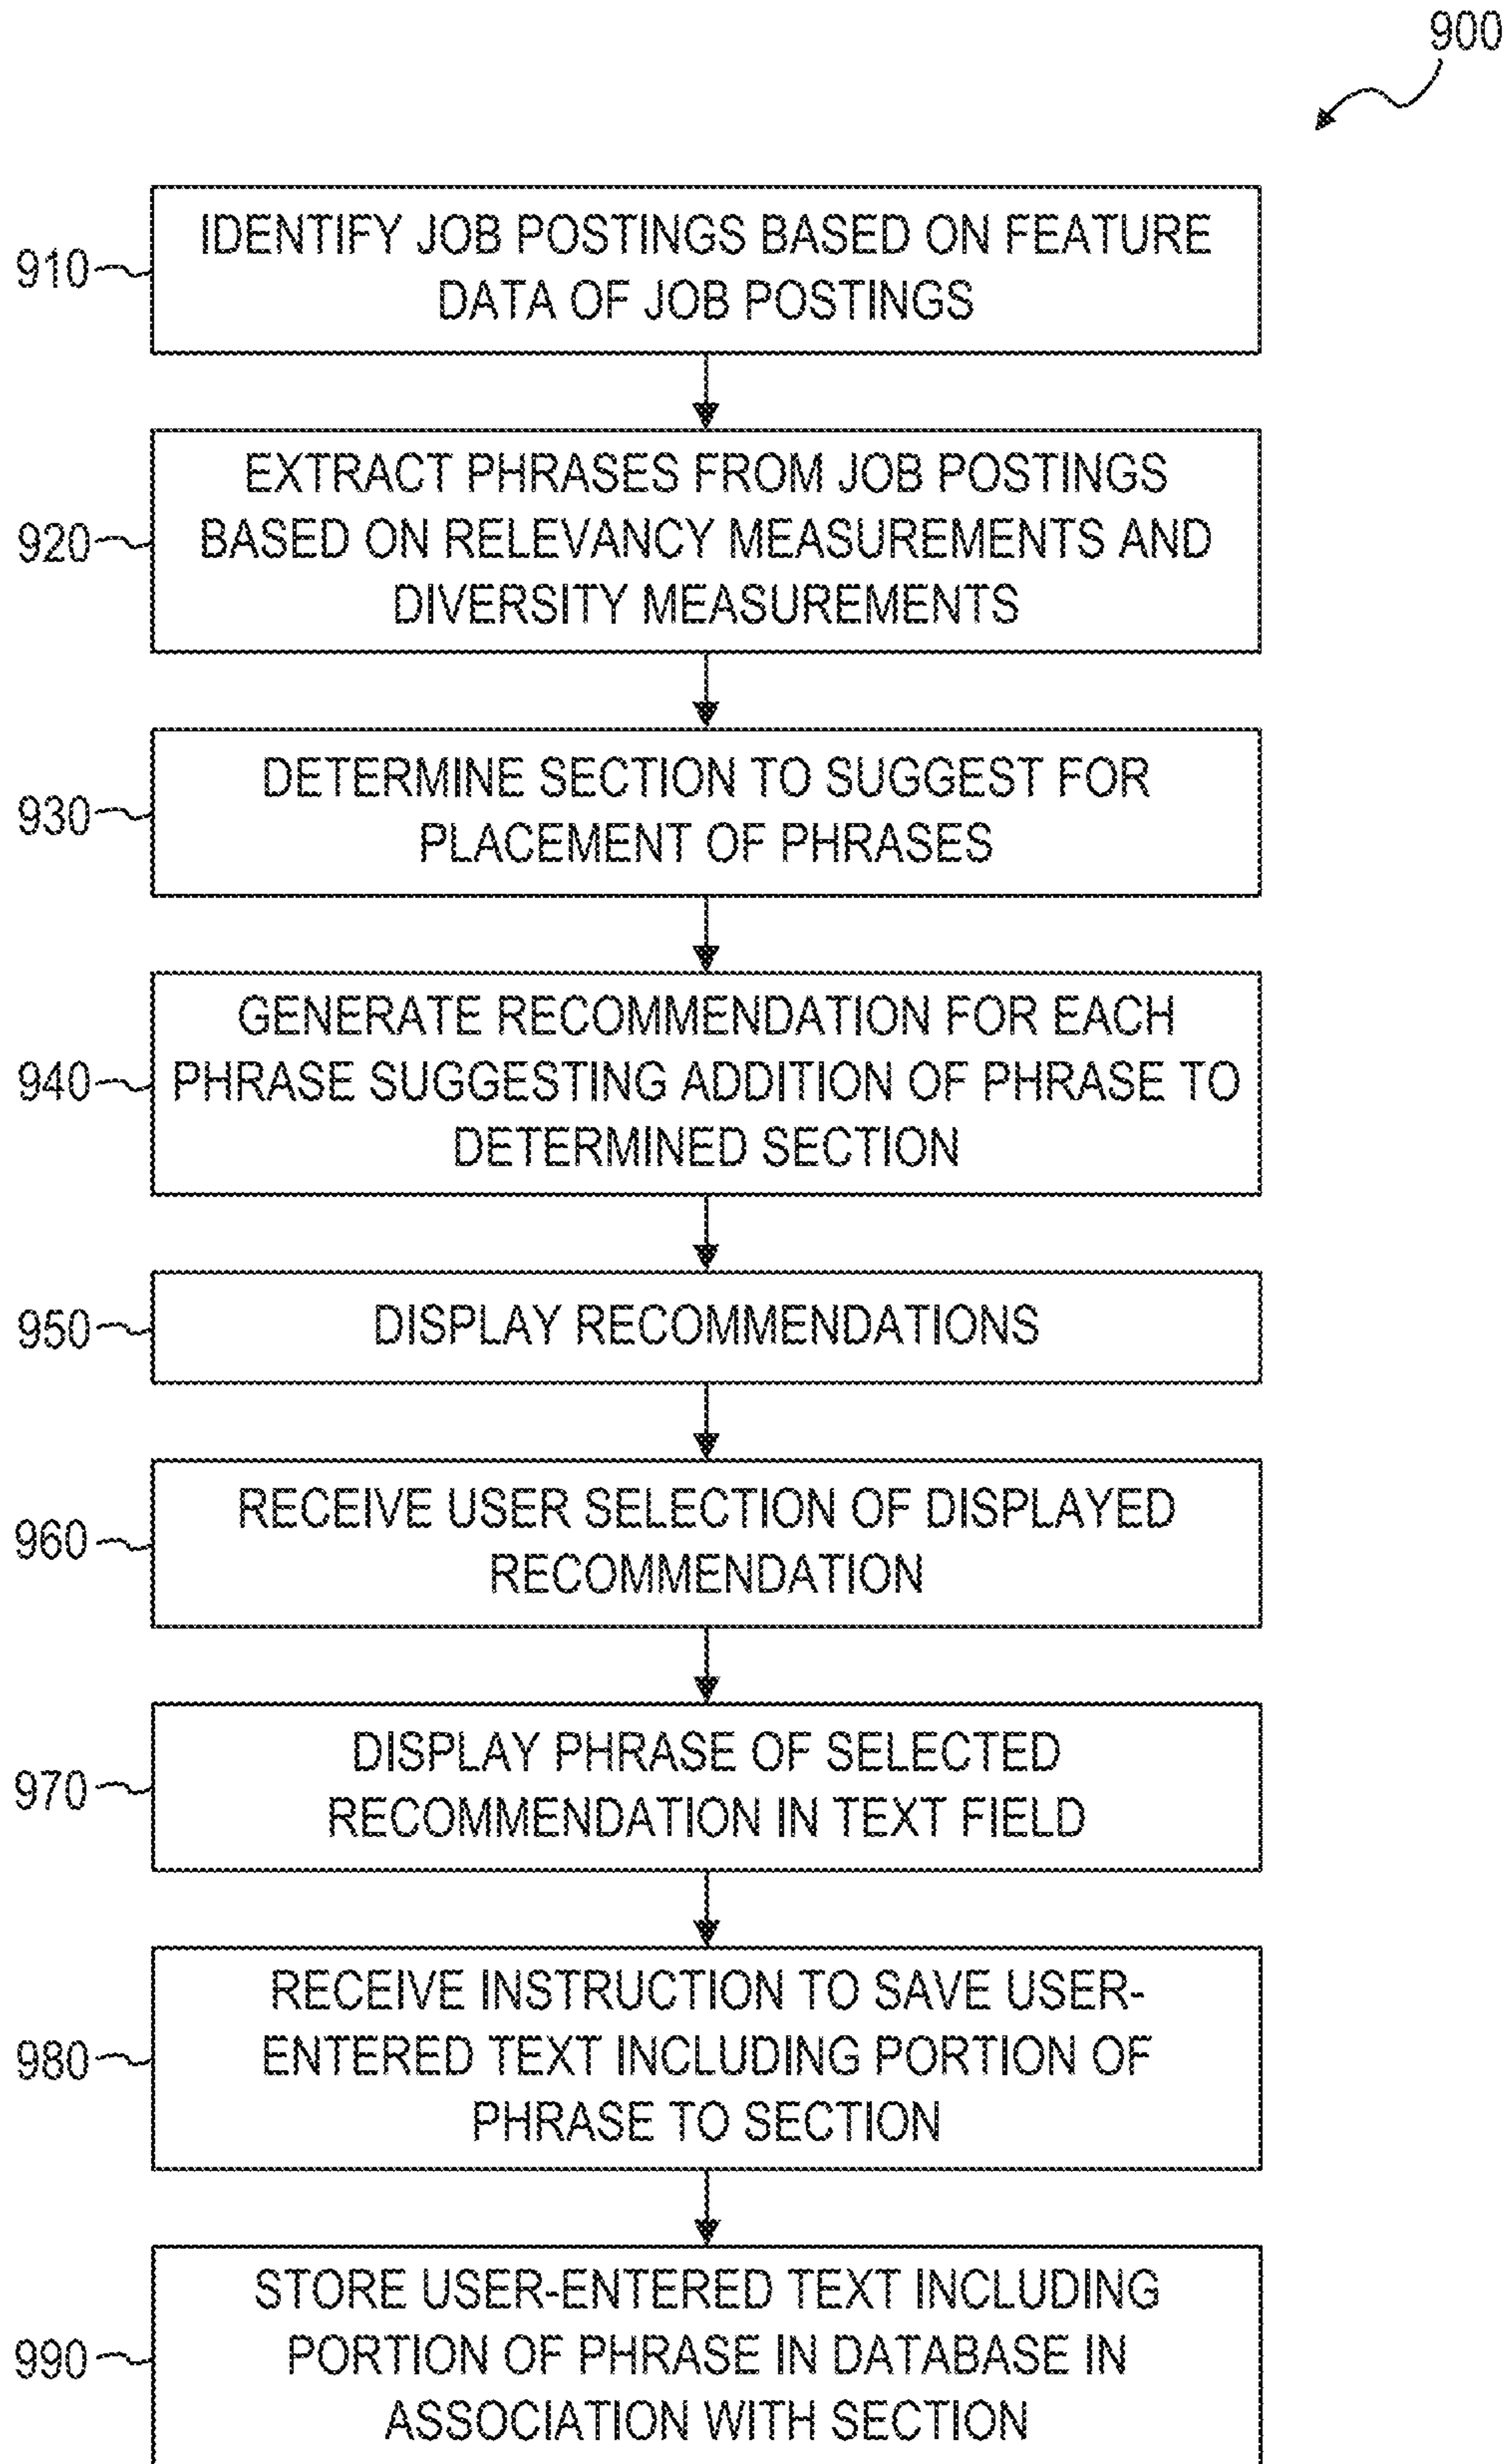 900
910
IDENTIFY JOB POSTINGS BASED ON FEATURE
DATA OF JOB POSTINGS
920
EXTRACT PHRASES FROM JOB POSTINGS
BASED ON RELEVANCY MEASUREMENTS AND
DIVERSITY MEASUREMENTS
930
DETERMINE SECTION TO SUGGEST FOR
PLACEMENT OF PHRASES
940
GENERATE RECOMMENDATION FOR EACH
PHRASE SUGGESTING ADDITION OF PHRASE TO
DETERMINED SECTION
950
DISPLAY RECOMMENDATIONS
960
RECEIVE USER SELECTION OF DISPLAYED
RECOMMENDATION
970
DISPLAY PHRASE OF SELECTED
RECOMMENDATION IN TEXT FIELD
980
RECEIVE INSTRUCTION TO SAVE USER-
ENTERED TEXT INCLUDING PORTION OF
PHRASE TO SECTION
990
STORE USER-ENTERED TEXT INCLUDING
PORTION OF PHRASE IN DATABASE IN
ASSOCIATION WITH SECTION